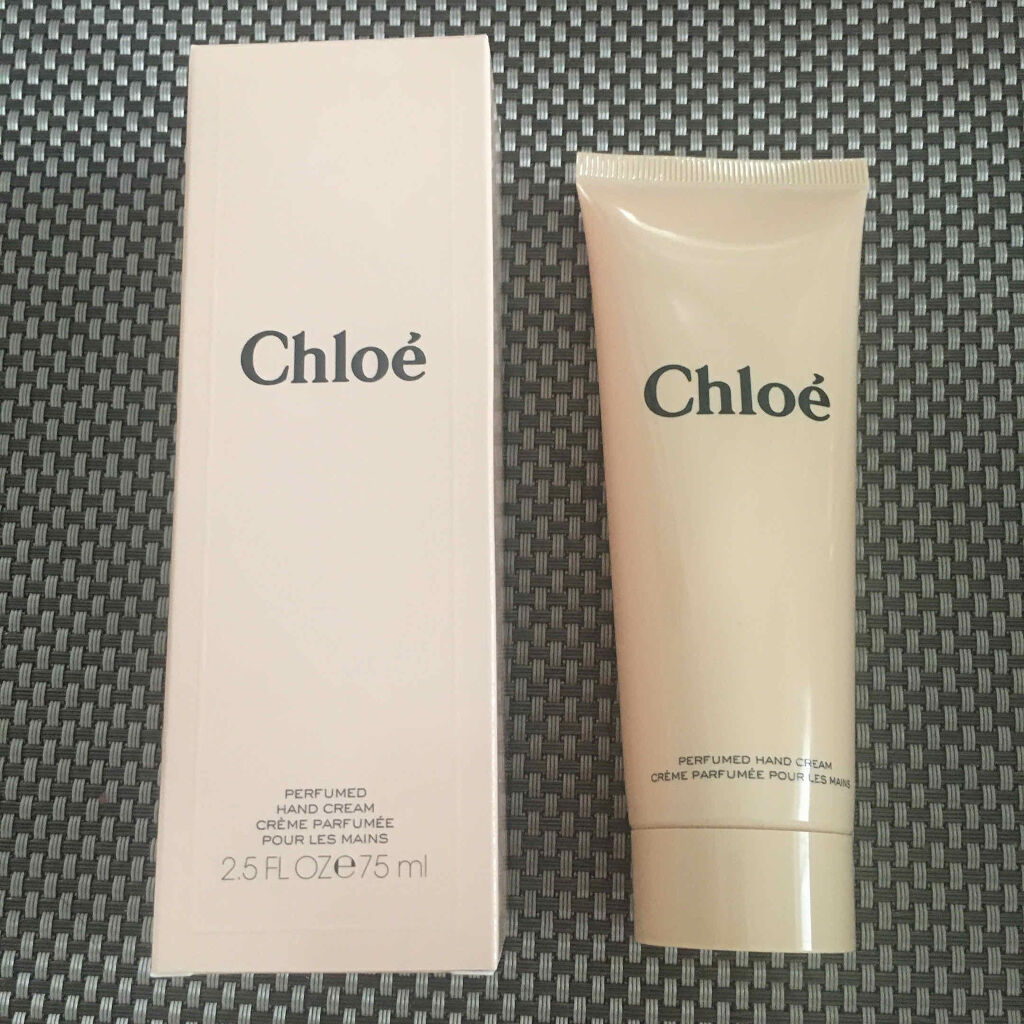 Chloé
PERFUMED
HAND CREAM
CRÈME PARFUMÉE
POUR LES MAINS
2.5 FL OZ e 75 ml
Chloé
PERFUMED HAND CREAM
CRÈME PARFUMÉE POUR LES MAINS